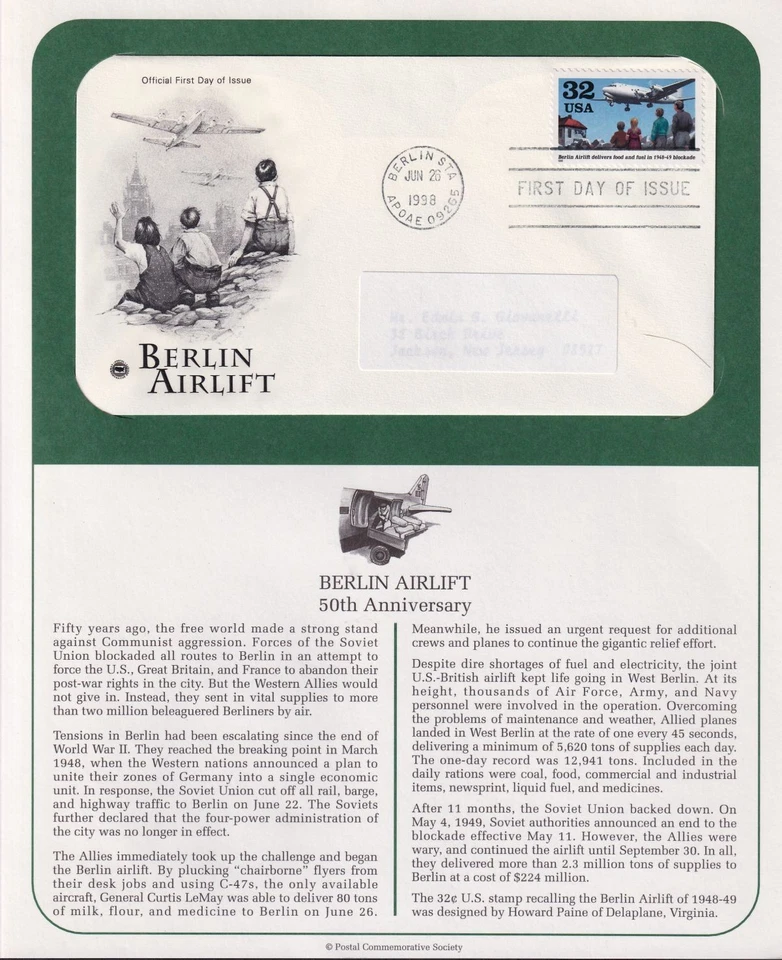 Official First Day of Issue
32
USA
Berlin Airlift delivers food and fuel in 1948-49 blockade
BERLIN STA
JUN 26
1998
APOAE 09265
FIRST DAY OF ISSUE
Jackson, New Jersey
BERLIN
AIRLIFT
BERLIN AIRLIFT
50th Anniversary
Fifty years ago, the free world made a strong stand
against Communist aggression. Forces of the Soviet
Union blockaded all routes to Berlin in an attempt to
force the U.S., Great Britain, and France to abandon their
post-war rights in the city. But the Western Allies would
not give in. Instead, they sent in vital supplies to more
than two million beleaguered Berliners by air.
Tensions in Berlin had been escalating since the end of
World War II. They reached the breaking point in March
1948, when the Western nations announced a plan to
unite their zones of Germany into a single economic
unit. In response, the Soviet Union cut off all rail, barge,
and highway traffic to Berlin on June 22. The Soviets
further declared that the four-power administration of
the city was no longer in effect.
The Allies immediately took up the challenge and began
the Berlin airlift. By plucking “chairborne” flyers from
their desk jobs and using C-47s, the only available
aircraft, General Curtis LeMay was able to deliver 80 tons
of milk, flour, and medicine to Berlin on June 26.
Meanwhile, he issued an urgent request for additional
crews and planes to continue the gigantic relief effort.
Despite dire shortages of fuel and electricity, the joint
U.S.-British airlift kept life going in West Berlin. At its
height, thousands of Air Force, Army, and Navy
personnel were involved in the operation. Overcoming
the problems of maintenance and weather, Allied planes
landed in West Berlin at the rate of one every 45 seconds,
delivering a minimum of 5,620 tons of supplies each day.
The one-day record was 12,941 tons. Included in the
daily rations were coal, food, commercial and industrial
items, newsprint, liquid fuel, and medicines.
After 11 months, the Soviet Union backed down. On
May 4, 1949, Soviet authorities announced an end to the
blockade effective May 11. However, the Allies were
wary, and continued the airlift until September 30. In all,
they delivered more than 2.3 million tons of supplies to
Berlin at a cost of $224 million.
The 32¢ U.S. stamp recalling the Berlin Airlift of 1948-49
was designed by Howard Paine of Delaplane, Virginia.
© Postal Commemorative Society